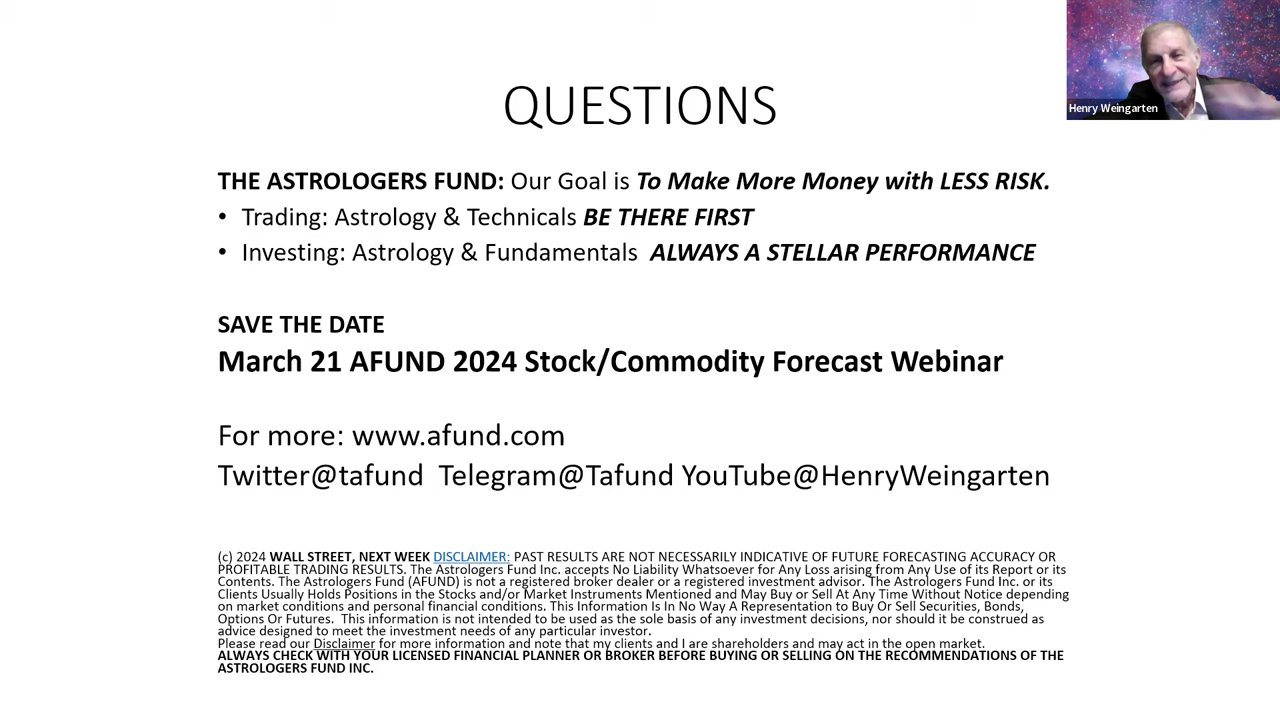 Henry Weingarten
QUESTIONS
THE ASTROLOGERS FUND: Our Goal is To Make More Money with LESS RISK.
• Trading: Astrology & Technicals BE THERE FIRST
• Investing: Astrology & Fundamentals ALWAYS A STELLAR PERFORMANCE
SAVE THE DATE
March 21 AFUND 2024 Stock/Commodity Forecast Webinar
For more: www.afund.com
Twitter@tafund Telegram@Tafund YouTube@HenryWeingarten
(c) 2024 WALL STREET, NEXT WEEK DISCLAIMER: PAST RESULTS ARE NOT NECESSARILY INDICATIVE OF FUTURE FORECASTING ACCURACY OR
PROFITABLE TRADING RESULTS. The Astrologers Fund Inc. accepts No Liability Whatsoever for Any Loss arising from Any Use of its Report or its
Contents. The Astrologers Fund (AFUND) is not a registered broker dealer or a registered investment advisor. The Astrologers Fund Inc. or its
Clients Usually Holds Positions in the Stocks and/or Market Instruments Mentioned and May Buy or Sell At Any Time Without Notice depending
on market conditions and personal financial conditions. This Information Is In No Way A Representation to Buy Or Sell Securities, Bonds,
Options Or Futures. This information is not intended to be used as the sole basis of any investment decisions, nor should it be construed as
advice designed to meet the investment needs of any particular investor.
Please read our Disclaimer for more information and note that my clients and I are shareholders and may act in the open market.
ALWAYS CHECK WITH YOUR LICENSED FINANCIAL PLANNER OR BROKER BEFORE BUYING OR SELLING ON THE RECOMMENDATIONS OF THE
ASTROLOGERS FUND INC.